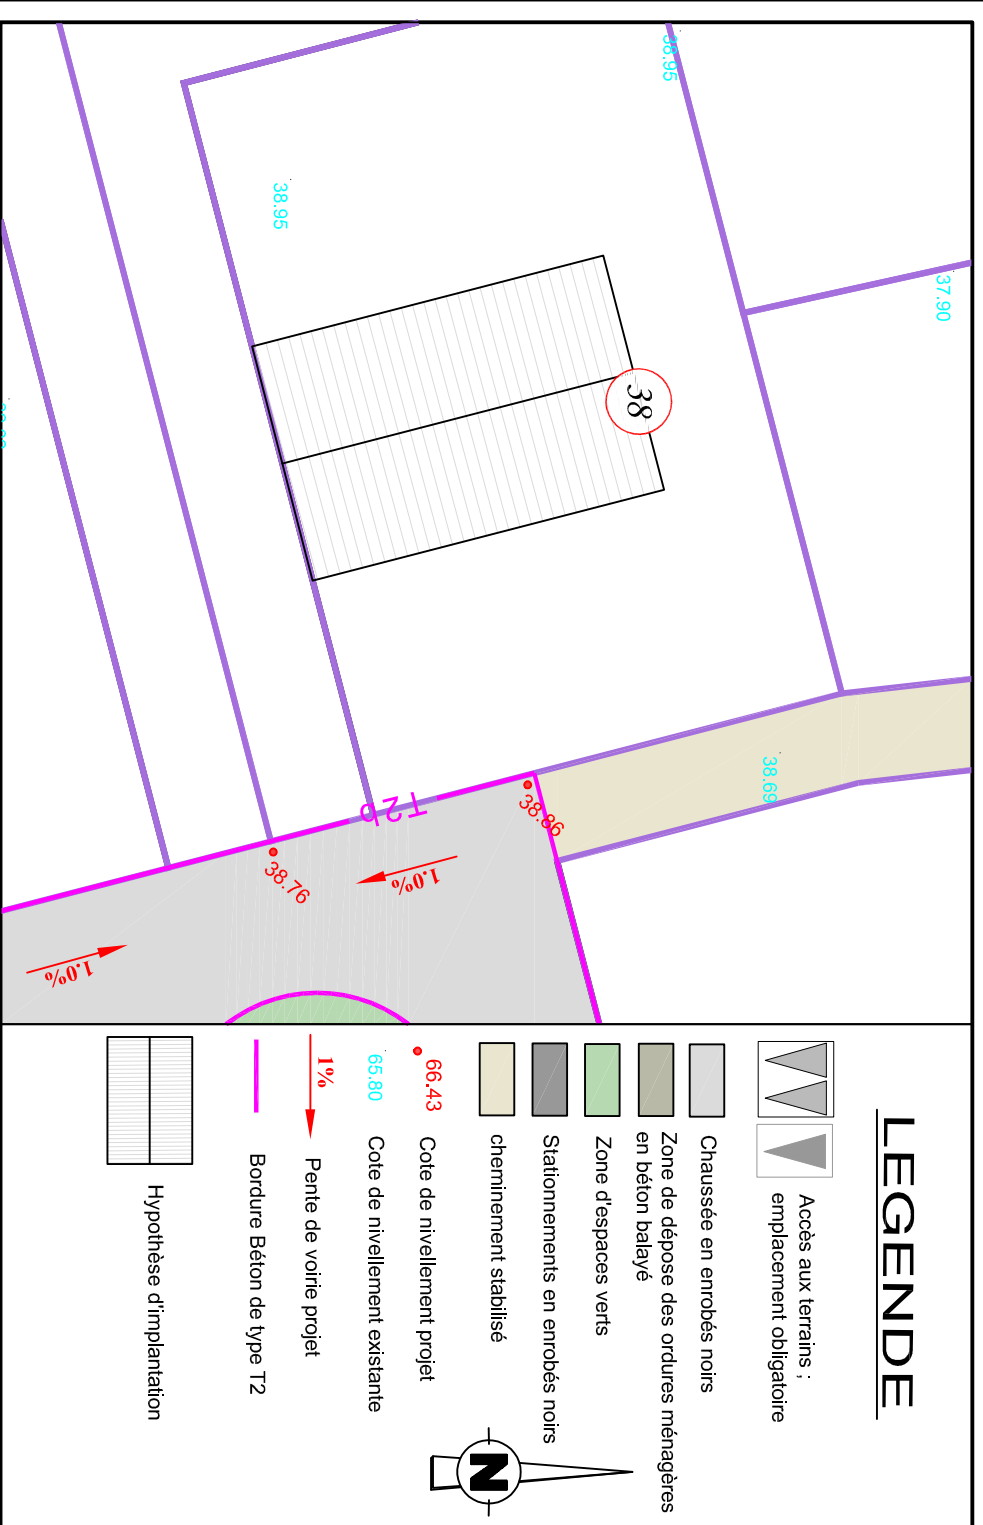 38.95
37.90
38.95
38
38.69
T2b
38.86
38.76
1.0%
1.0%
LEGENDE
Accès aux terrains ;
emplacement obligatoire
Chaussée en enrobés noirs
Zone de dépose des ordures ménagères
en béton balayé
Zone d'espaces verts
Stationnements en enrobés noirs
cheminement stabilisé
66.43
Cote de nivellement projet
65.80
Cote de nivellement existante
1%
Pente de voirie projet
Bordure Béton de type T2
Hypothèse d'implantation
N